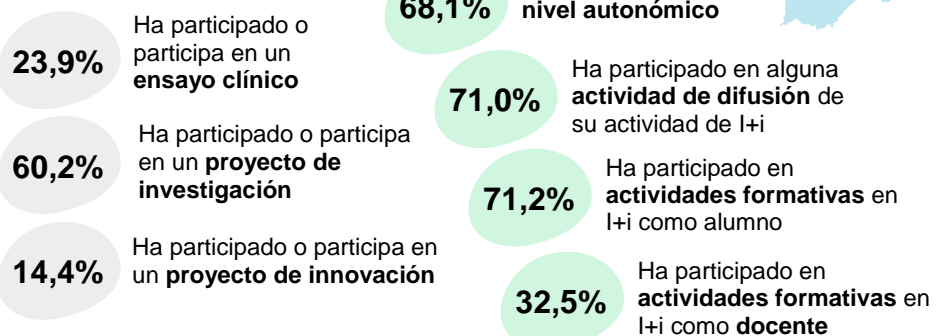 23,9%
Ha participado o
participa en un
ensayo clínico
60,2%
Ha participado o participa
en un proyecto de
investigación
14,4%
Ha participado o participa en
un proyecto de innovación
68,1%
nivel autonómico
71,0%
Ha participado en alguna
actividad de difusión de
su actividad de I+i
71,2%
Ha participado en
actividades formativas en
I+i como alumno
32,5%
Ha participado en
actividades formativas en
I+i como docente